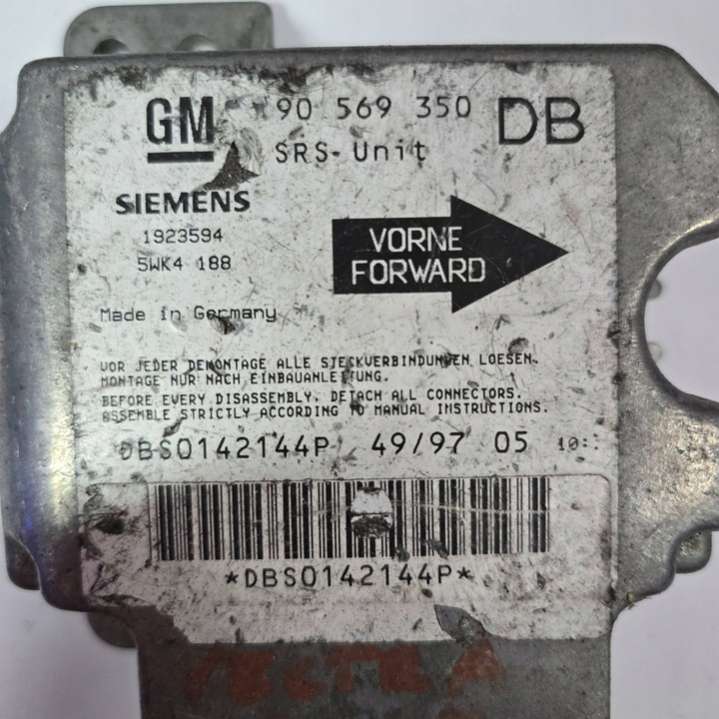 GM 90 569 350 DB
SRS-Unit
SIEMENS
1923594
5WK4 188
VORNE
FORWARD
Made in Germany
VOR JEDER DEMONTAGE ALLE STECKVERBINDUNGEN LOESEN.
MONTAGE NUR NACH EINBAUANLEITUNG.
BEFORE EVERY DISASSEMBLY, DETACH ALL CONNECTORS.
ASSEMBLE STRICTLY ACCORDING TO MANUAL INSTRUCTIONS.
DBS0142144P 49/97 05
*DBS0142144P*
VECTRA